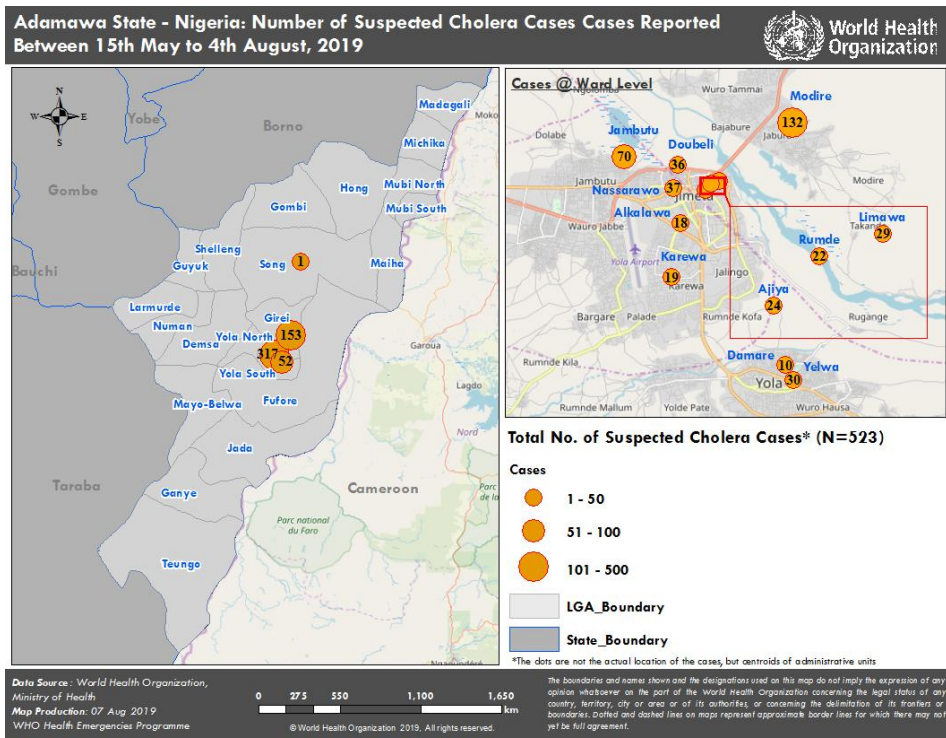 Adamawa State - Nigeria: Number of Suspected Cholera Cases Cases Reported
Between 15th May to 4th August, 2019
World Health
Organization
N
W
E
S
Yobe
Borno
Gombe
Bauchi
Taraba
Cameroon
Madagali
Michika
Mubi North
Mubi South
Hong
Gombi
Shelleng
Guyuk
Song
1
Maiha
Larmurde
Numan
Demsa
Girei
Yola North
153
317
52
Yola South
Mayo-Belwa
Fufore
Jada
Ganye
Teungo
Moko
Garoua
Lagdo
Nord
Parc
de la
Parc national
du Faro
Cases @ Ward Level
Wuro Tammai
Modire
132
Dolabe
Jambutu
70
Doubeli
36
Bajabure
Jambutu
Nassarawo
37
Jimeta
Modire
Alkalawa
18
Wauro Jabbe
Limawa
29
Rumde
22
Yola Airport
Karewa
19
Karewa
Jalingo
Ajiya
24
Bargare
Palade
Rumnde Kofa
Rugange
Rumnde Kila
Damare
10
Yelwa
30
Yola
Rumnde Mallum
Yolde Pate
Wuro Hausa
Total No. of Suspected Cholera Cases* (N=523)
Cases
1 - 50
51 - 100
101 - 500
LGA_Boundary
State_Boundary
*The dots are not the actual location of the cases, but centroids of administrative units
Data Source : World Health Organization,
Ministry of Health
Map Production: 07 Aug 2019
WHO Health Emergencies Programme
0 275 550 1,100 1,650
km
© World Health Organization 2019, All rights reserved.
The boundaries and names shown and the designations used on this map do not imply the expression of any
opinion whatsoever on the part of the World Health Organization concerning the legal status of any
country, territory, city or area or of its authorities, or concerning the delimitation of its frontiers or
boundaries. Dotted and dashed lines on maps represent approximate border lines for which there may not
yet be full agreement.